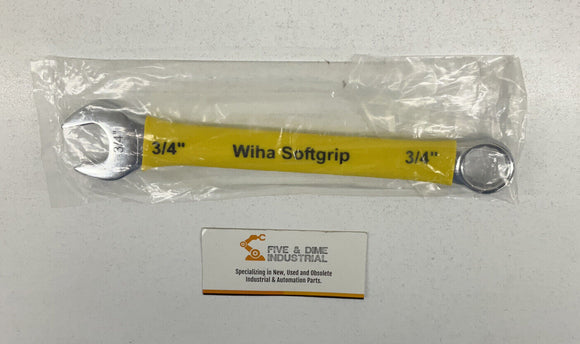 3/4"
3/4" Wiha Softgrip 3/4"
FIVE & DIME
INDUSTRIAL
Specializing in New, Used and Obsolete
Industrial & Automation Parts.